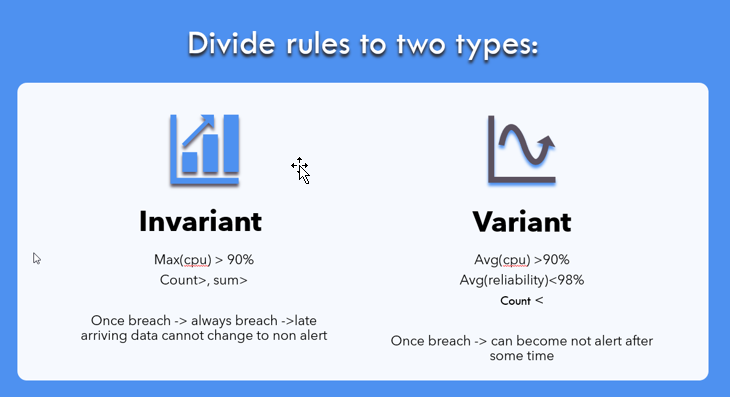 Divide rules to two types:
Invariant
Max(cpu) > 90%
Count>, sum>
Once breach -> always breach ->late
arriving data cannot change to non alert
Variant
Avg(cpu) >90%
Avg(reliability)<98%
Count <
Once breach -> can become not alert after
some time